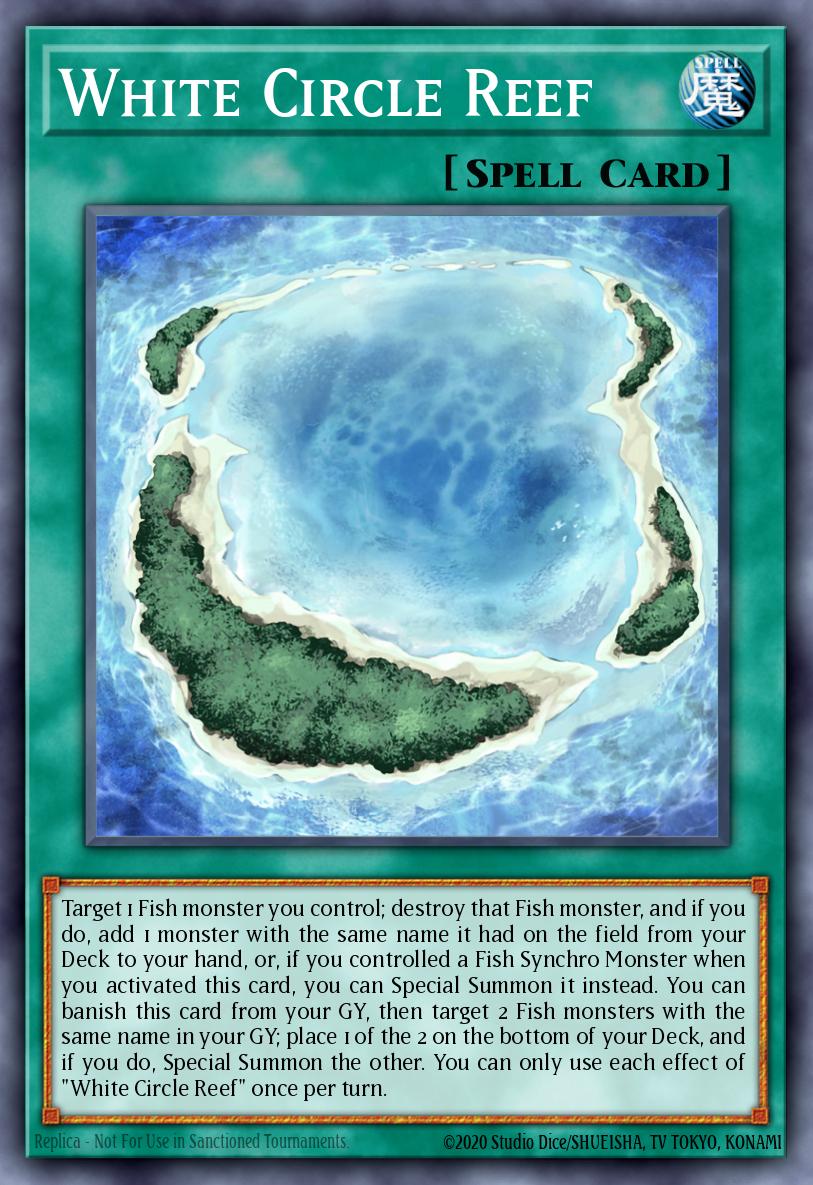 White Circle Reef
SPELL
魔
[ Spell Card ]
Target 1 Fish monster you control; destroy that Fish monster, and if you
do, add 1 monster with the same name it had on the field from your
Deck to your hand, or, if you controlled a Fish Synchro Monster when
you activated this card, you can Special Summon it instead. You can
banish this card from your GY, then target 2 Fish monsters with the
same name in your GY; place 1 of the 2 on the bottom of your Deck, and
if you do, Special Summon the other. You can only use each effect of
"White Circle Reef" once per turn.
Replica - Not For Use in Sanctioned Tournaments.
©2020 Studio Dice/SHUEISHA, TV TOKYO, KONAMI